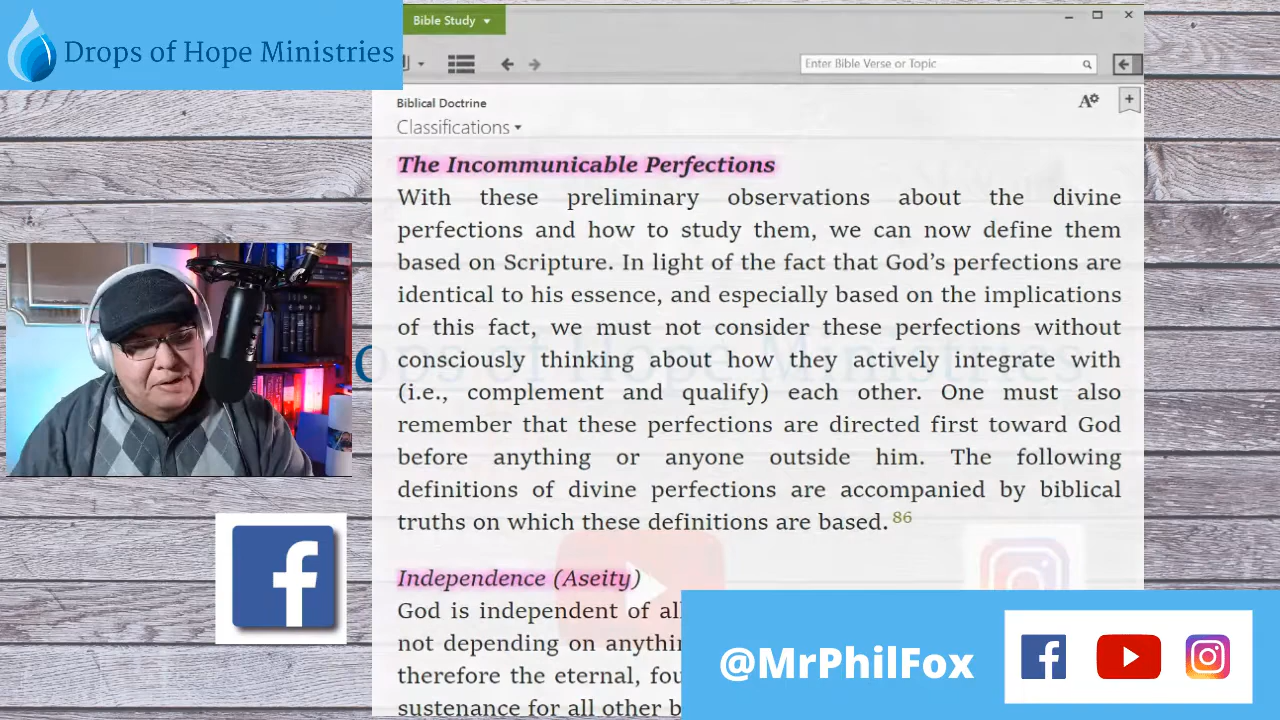 Drops of Hope Ministries
Bible Study
Enter Bible Verse or Topic
Biblical Doctrine
Classifications
The Incommunicable Perfections
With these preliminary observations about the divine
perfections and how to study them, we can now define them
based on Scripture. In light of the fact that God's perfections are
identical to his essence, and especially based on the implications
of this fact, we must not consider these perfections without
consciously thinking about how they actively integrate with
(i.e., complement and qualify) each other. One must also
remember that these perfections are directed first toward God
before anything or anyone outside him. The following
definitions of divine perfections are accompanied by biblical
truths on which these definitions are based. 86
Independence (Aseity)
God is independent of all
not depending on anythin
therefore the eternal, fou
sustenance for all other b
ops of Hope Ministries
@MrPhilFox